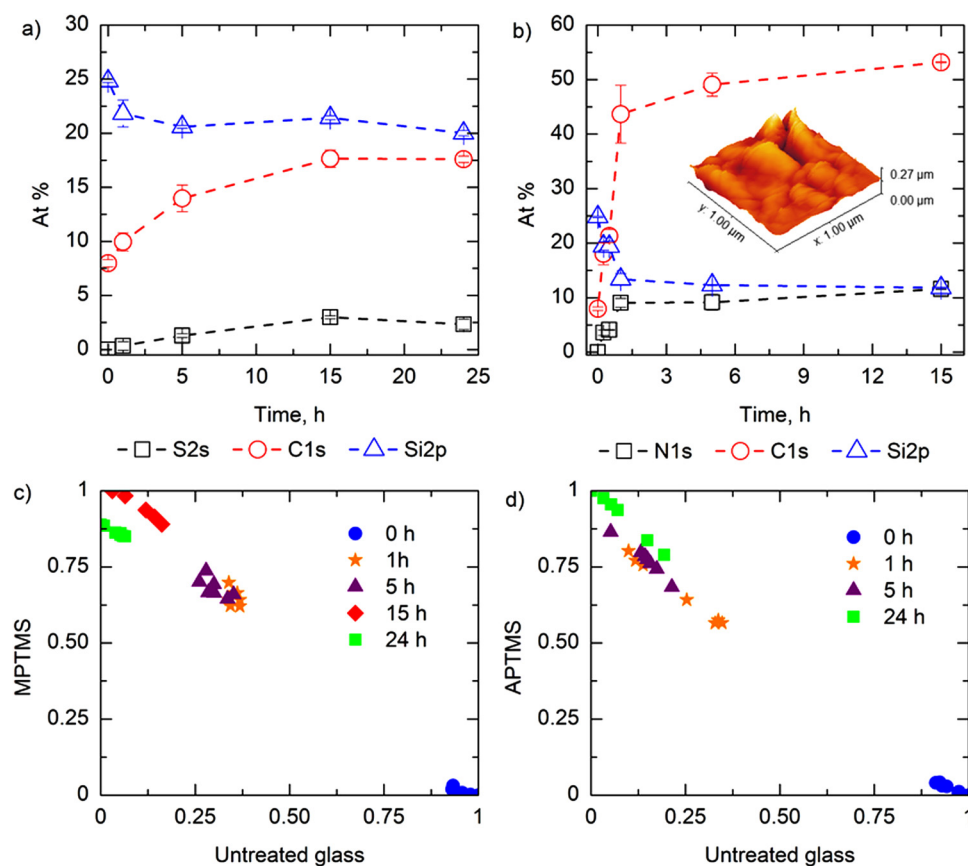 a)
At %
30
25
20
15
10
5
0
0 5 10 15 20 25
Time, h
S2s C1s Si2p
b)
At %
60
50
40
30
20
10
0
0 3 6 9 12 15
Time, h
0.27 µm
0.00 µm
y: 1.00 µm
x: 1.00 µm
N1s C1s Si2p
c)
MPTMS
1
0.75
0.50
0.25
0
0 0.25 0.50 0.75 1
Untreated glass
0 h
1h
5 h
15 h
24 h
d)
APTMS
1
0.75
0.50
0.25
0
0 0.25 0.50 0.75 1
Untreated glass
0 h
1 h
5 h
24 h